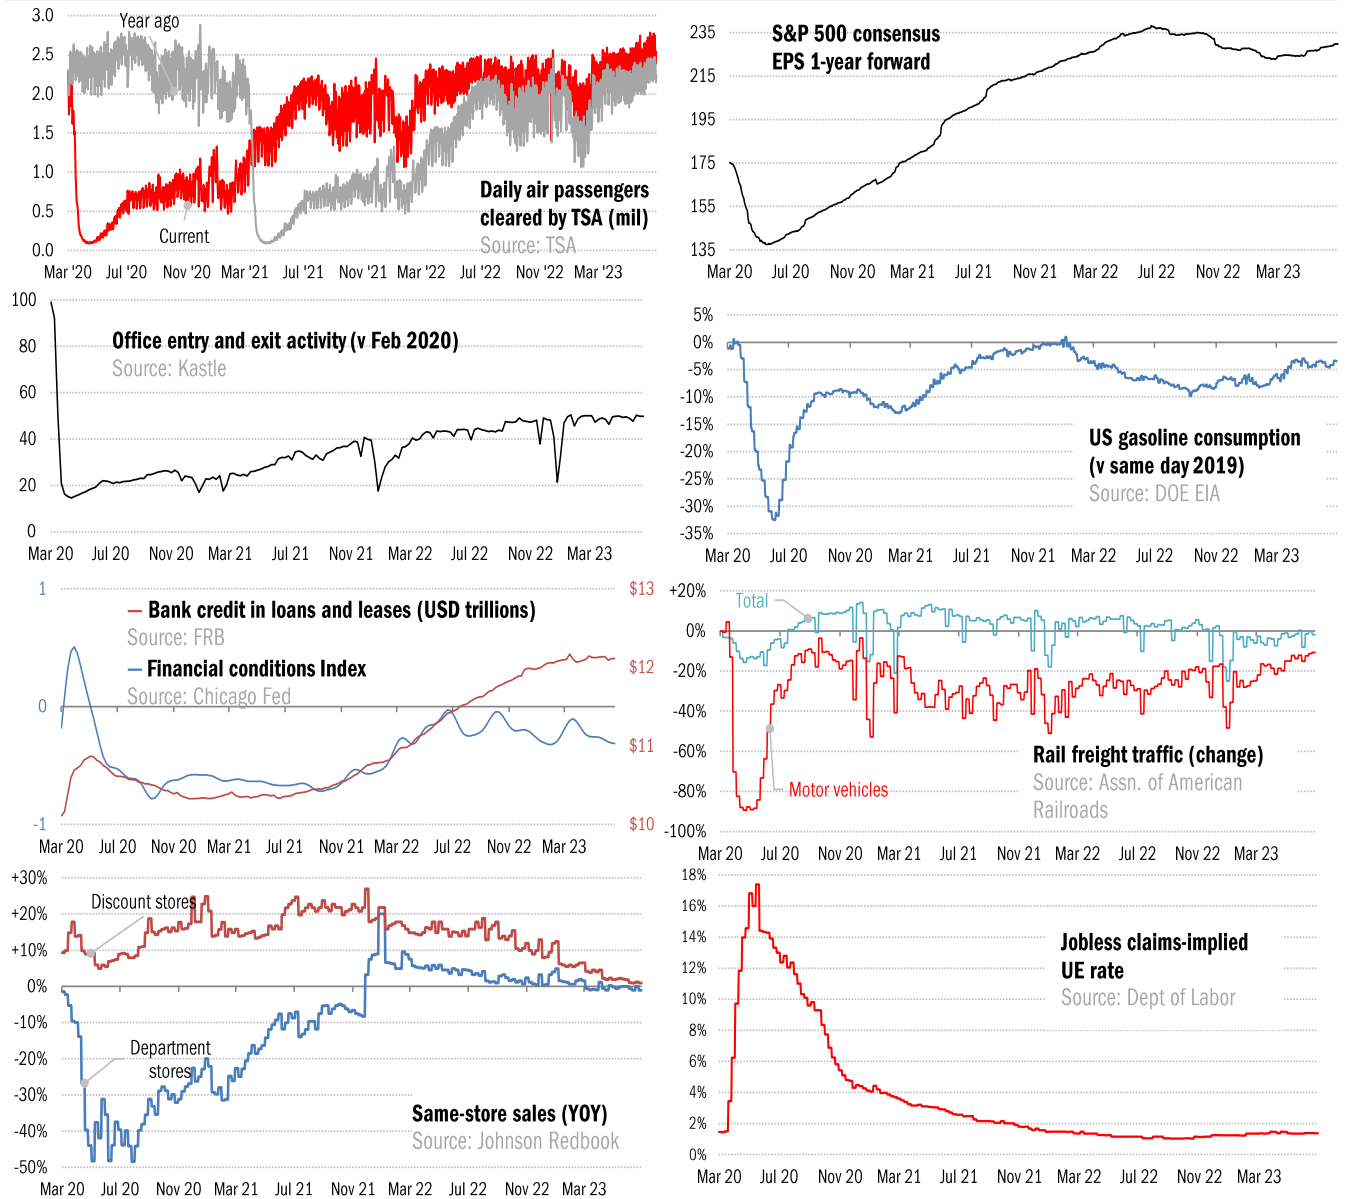 3.0
2.5
2.0
1.5
1.0
0.5
0.0
Year ago
Current
Daily air passengers
cleared by TSA (mil)
Source: TSA
Mar '20 Jul '20 Nov '20 Mar '21 Jul '21 Nov '21 Mar '22 Jul '22 Nov '22 Mar '23
235
215
195
175
155
135
S&P 500 consensus
EPS 1-year forward
Mar 20 Jul 20 Nov 20 Mar 21 Jul 21 Nov 21 Mar 22 Jul 22 Nov 22 Mar 23
100
80
60
40
20
0
Office entry and exit activity (v Feb 2020)
Source: Kastle
Mar 20 Jul 20 Nov 20 Mar 21 Jul 21 Nov 21 Mar 22 Jul 22 Nov 22 Mar 23
5%
0%
-5%
-10%
-15%
-20%
-25%
-30%
-35%
US gasoline consumption
(v same day 2019)
Source: DOE EIA
Mar 20 Jul 20 Nov 20 Mar 21 Jul 21 Nov 21 Mar 22 Jul 22 Nov 22 Mar 23
1
0
-1
Bank credit in loans and leases (USD trillions)
Source: FRB
Financial conditions Index
Source: Chicago Fed
$13
$12
$11
$10
Mar 20 Jul 20 Nov 20 Mar 21 Jul 21 Nov 21 Mar 22 Jul 22 Nov 22 Mar 23
+20%
0%
-20%
-40%
-60%
-80%
-100%
Total
Motor vehicles
Rail freight traffic (change)
Source: Assn. of American
Railroads
Mar 20 Jul 20 Nov 20 Mar 21 Jul 21 Nov 21 Mar 22 Jul 22 Nov 22 Mar 23
+30%
+20%
+10%
0%
-10%
-20%
-30%
-40%
-50%
Discount stores
Department
stores
Same-store sales (YOY)
Source: Johnson Redbook
Mar 20 Jul 20 Nov 20 Mar 21 Jul 21 Nov 21 Mar 22 Jul 22 Nov 22 Mar 23
18%
16%
14%
12%
10%
8%
6%
4%
2%
0%
Jobless claims-implied
UE rate
Source: Dept of Labor
Mar 20 Jul 20 Nov 20 Mar 21 Jul 21 Nov 21 Mar 22 Jul 22 Nov 22 Mar 23